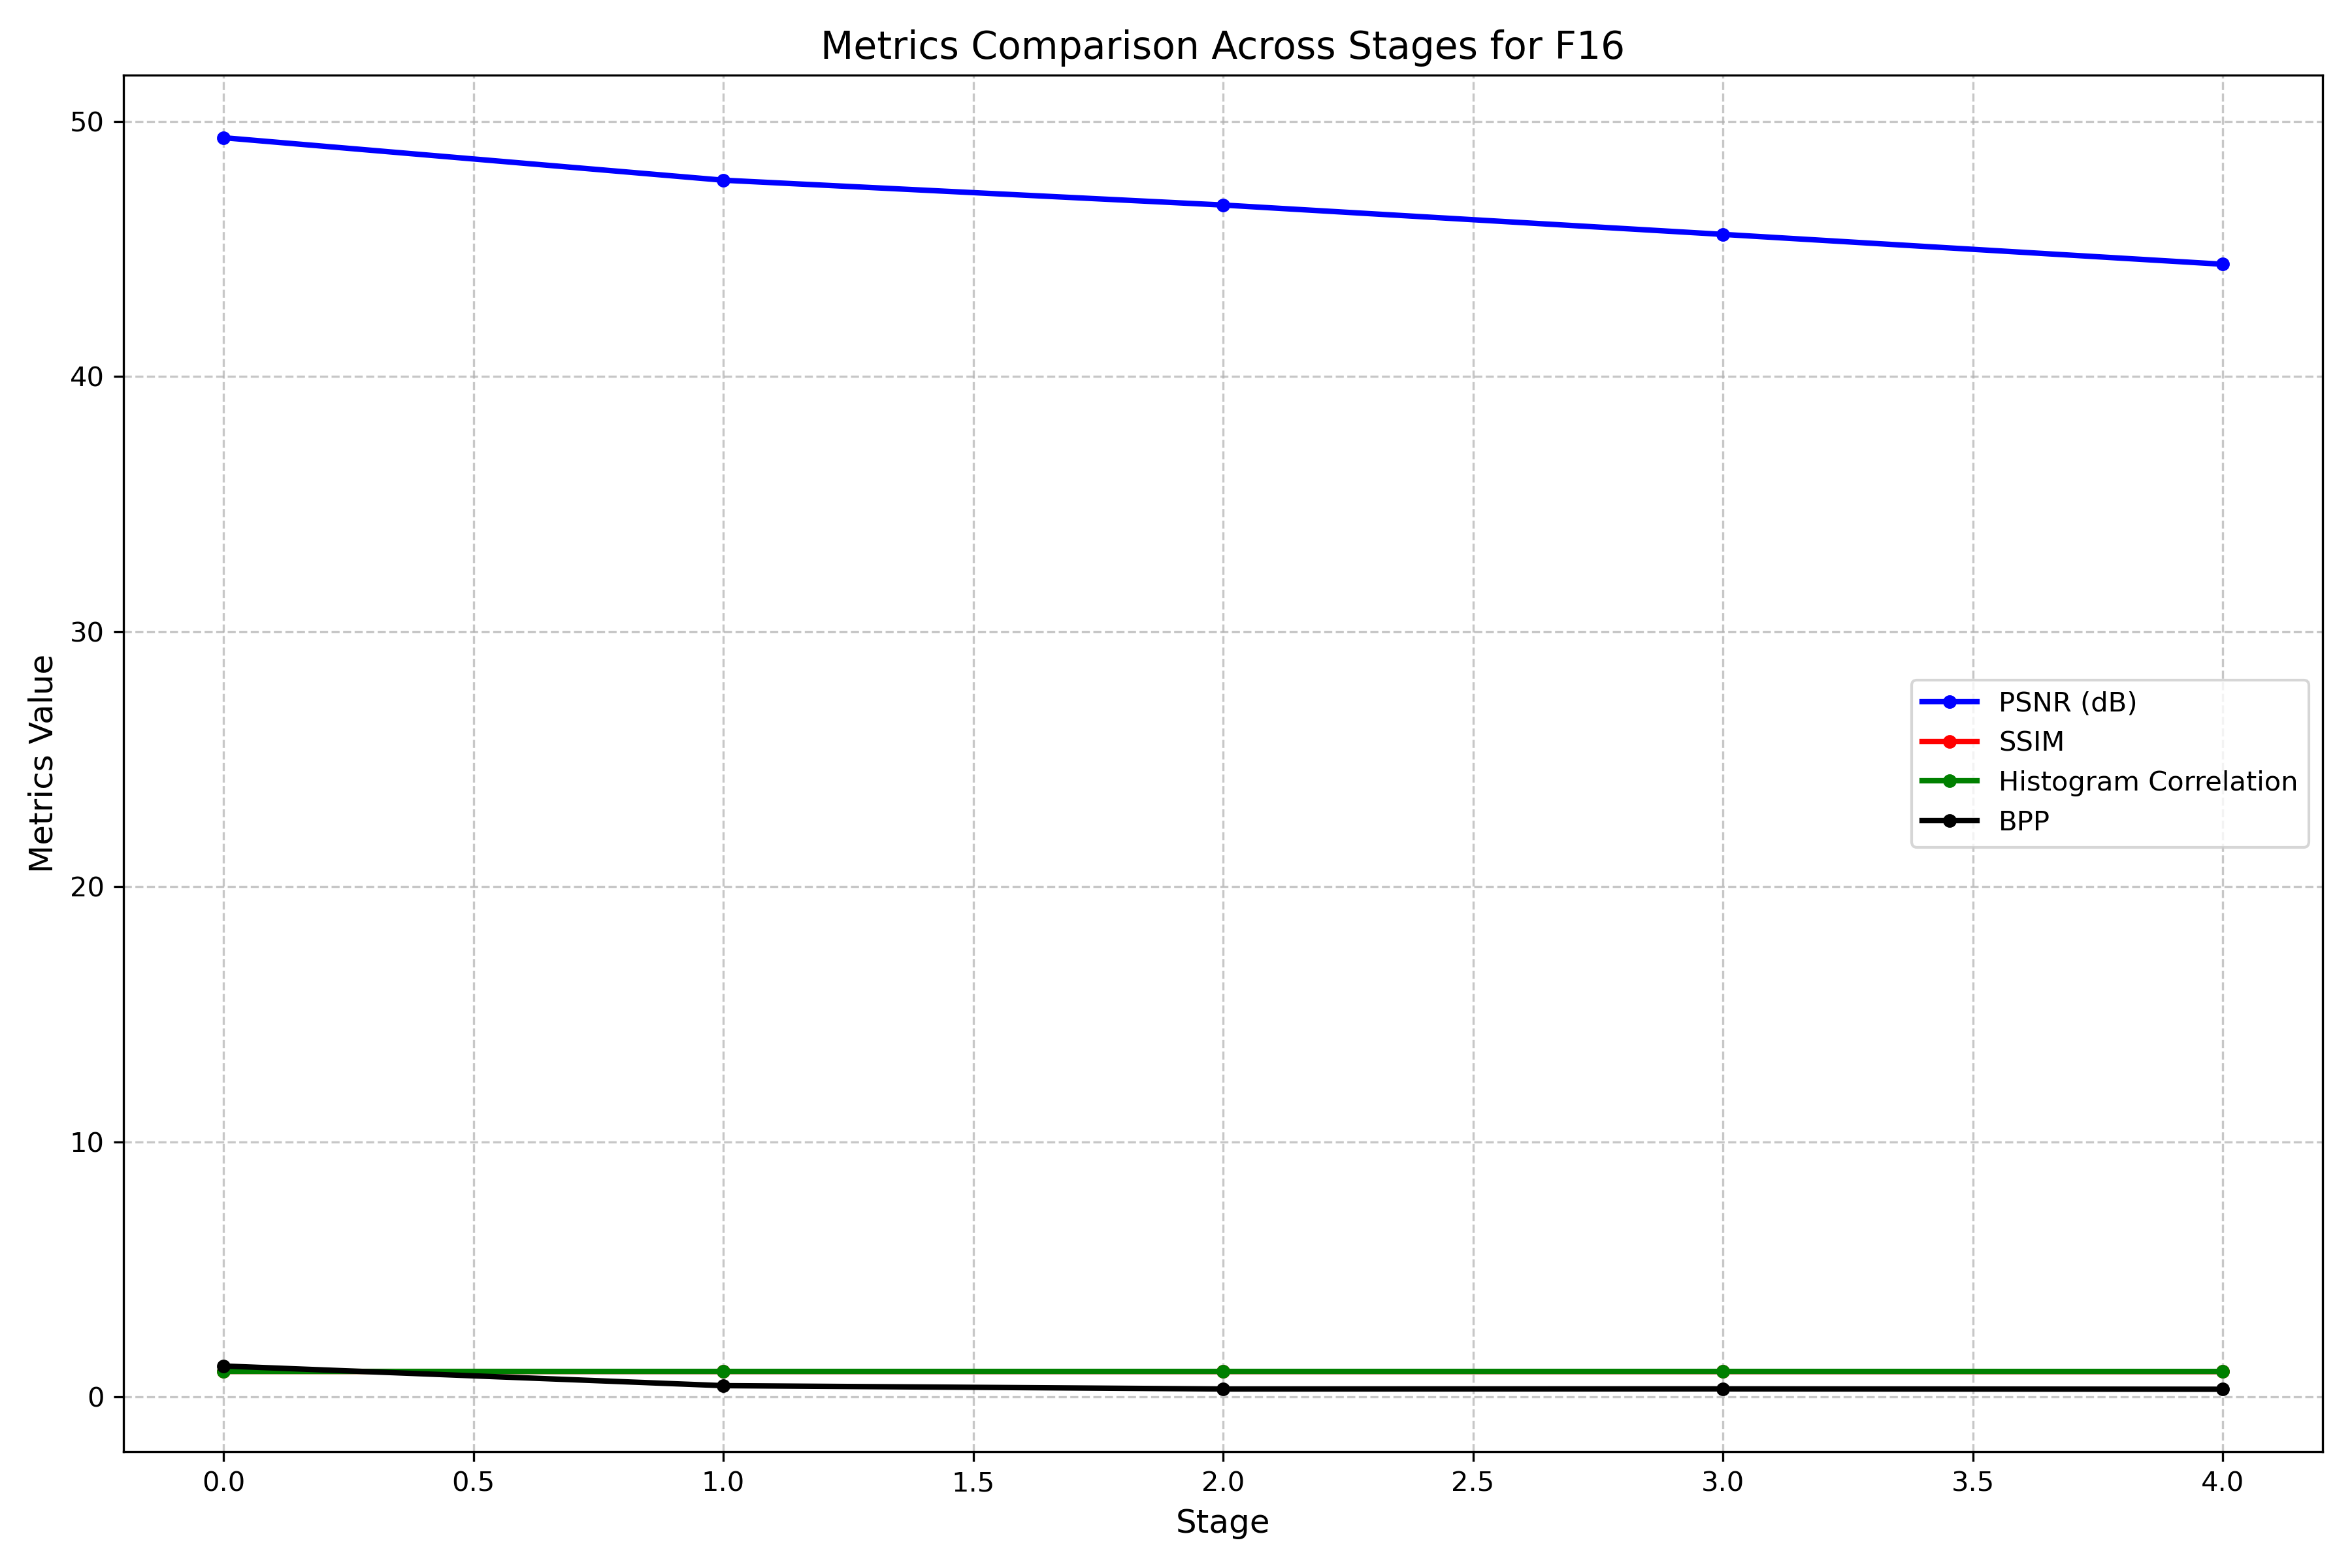 Metrics Comparison Across Stages for F16
50
40
30
20
10
0
Metrics Value
PSNR (dB)
SSIM
Histogram Correlation
BPP
0.0 0.5 1.0 1.5 2.0 2.5 3.0 3.5 4.0
Stage